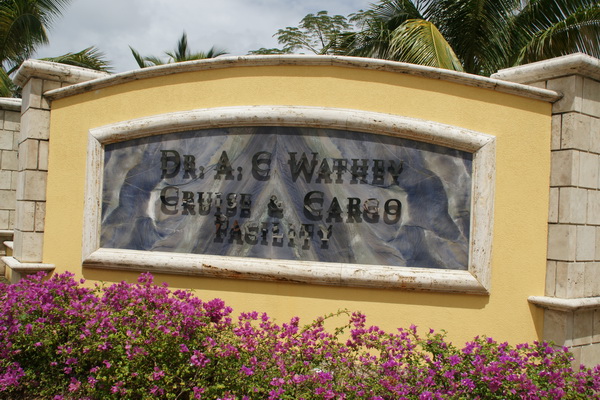 Dr. A. C Wathey
Cruise & Cargo
Facility